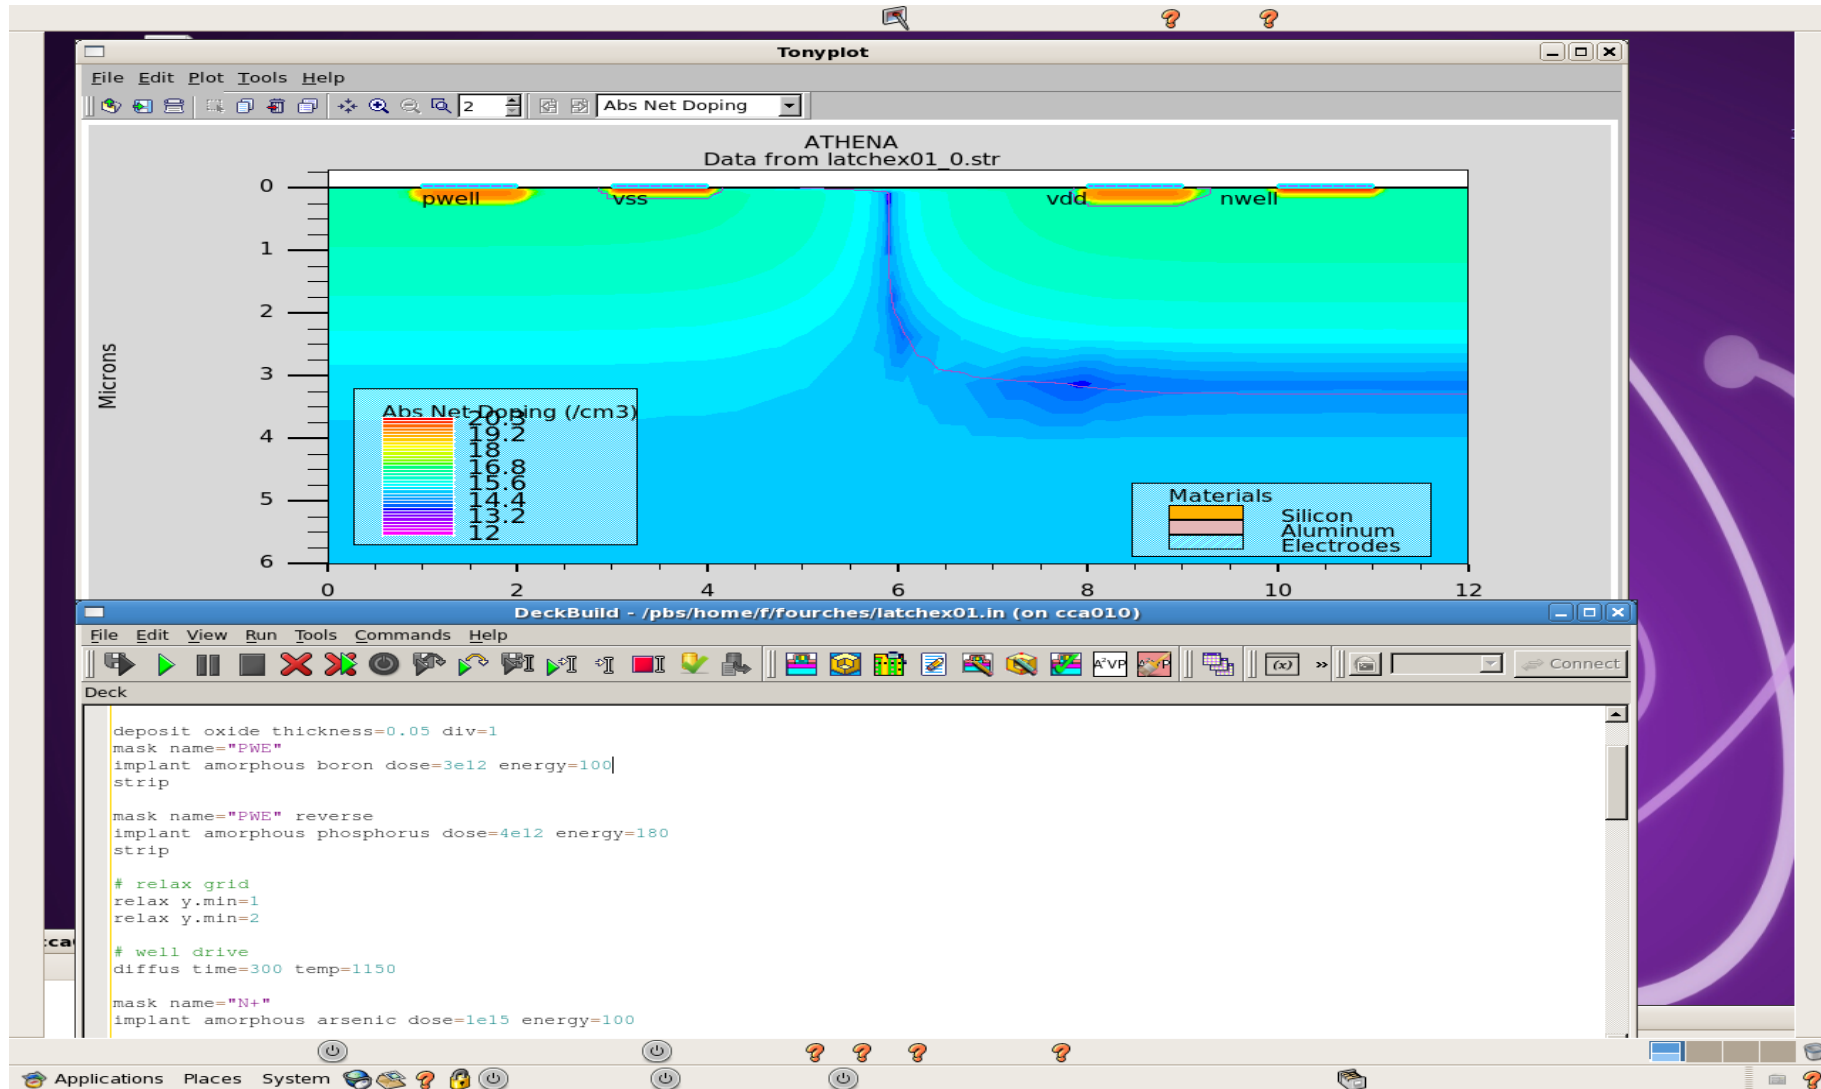 Tonyplot
File Edit Plot Tools Help
2 Abs Net Doping
ATHENA
Data from latchex01_0.str
0
1
2
3
4
5
6
Microns
pwell vss vdd nwell
Abs Net Doping (/cm3)
20.3
19.2
18
16.8
15.6
14.4
13.2
12
Materials
Silicon
Aluminum
Electrodes
0 2 4 6 8 10 12
DeckBuild - /pbs/home/f/fourches/latchex01.in (on cca010)
File Edit View Run Tools Commands Help
A²VP (x) » Connect
Deck
deposit oxide thickness=0.05 div=1
mask name="PWE"
implant amorphous boron dose=3e12 energy=100
strip
mask name="PWE" reverse
implant amorphous phosphorus dose=4e12 energy=180
strip
# relax grid
relax y.min=1
relax y.min=2
# well drive
diffus time=300 temp=1150
mask name="N+"
implant amorphous arsenic dose=1e15 energy=100
Applications Places System